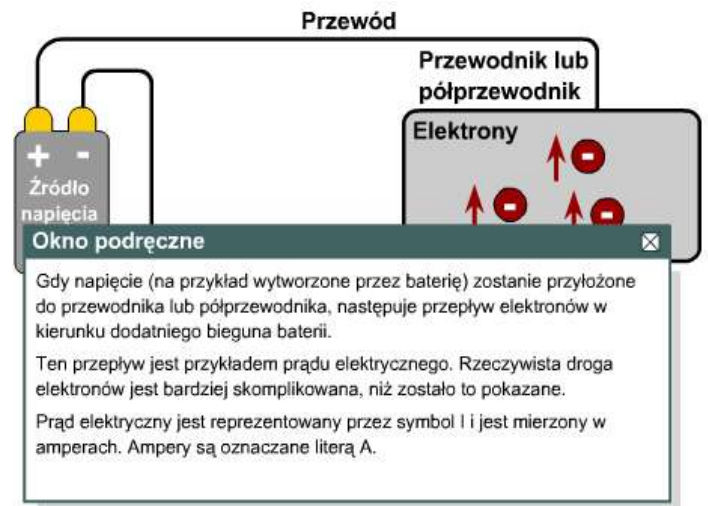 Przewód
Przewodnik lub
półprzewodnik
Elektrony
+ -
Źródło
napięcia
- 
- -
Okno podręczne
Gdy napięcie (na przykład wytworzone przez baterię) zostanie przyłożone
do przewodnika lub półprzewodnika, następuje przepływ elektronów w
kierunku dodatniego bieguna baterii.
Ten przepływ jest przykładem prądu elektrycznego. Rzeczywista droga
elektronów jest bardziej skomplikowana, niż zostało to pokazane.
Prąd elektryczny jest reprezentowany przez symbol I i jest mierzony w
amperach. Ampery są oznaczane literą A.